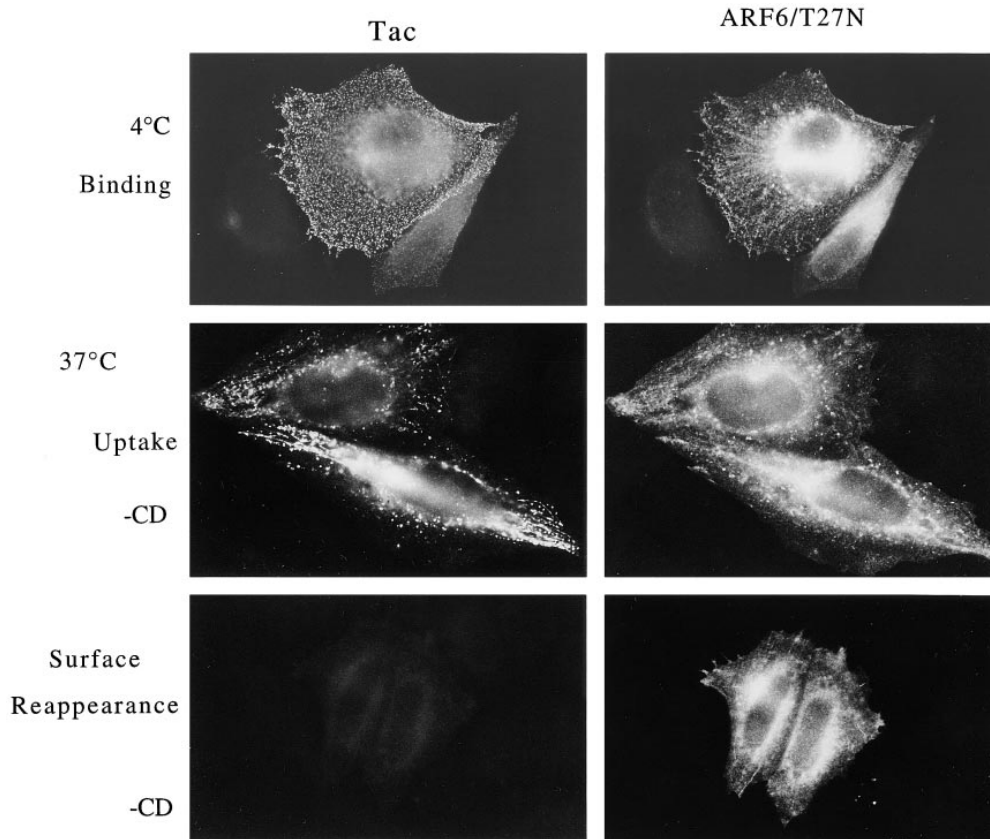 Tac
ARF6/T27N
4°C
Binding
37°C
Uptake
-CD
Surface
Reappearance
-CD